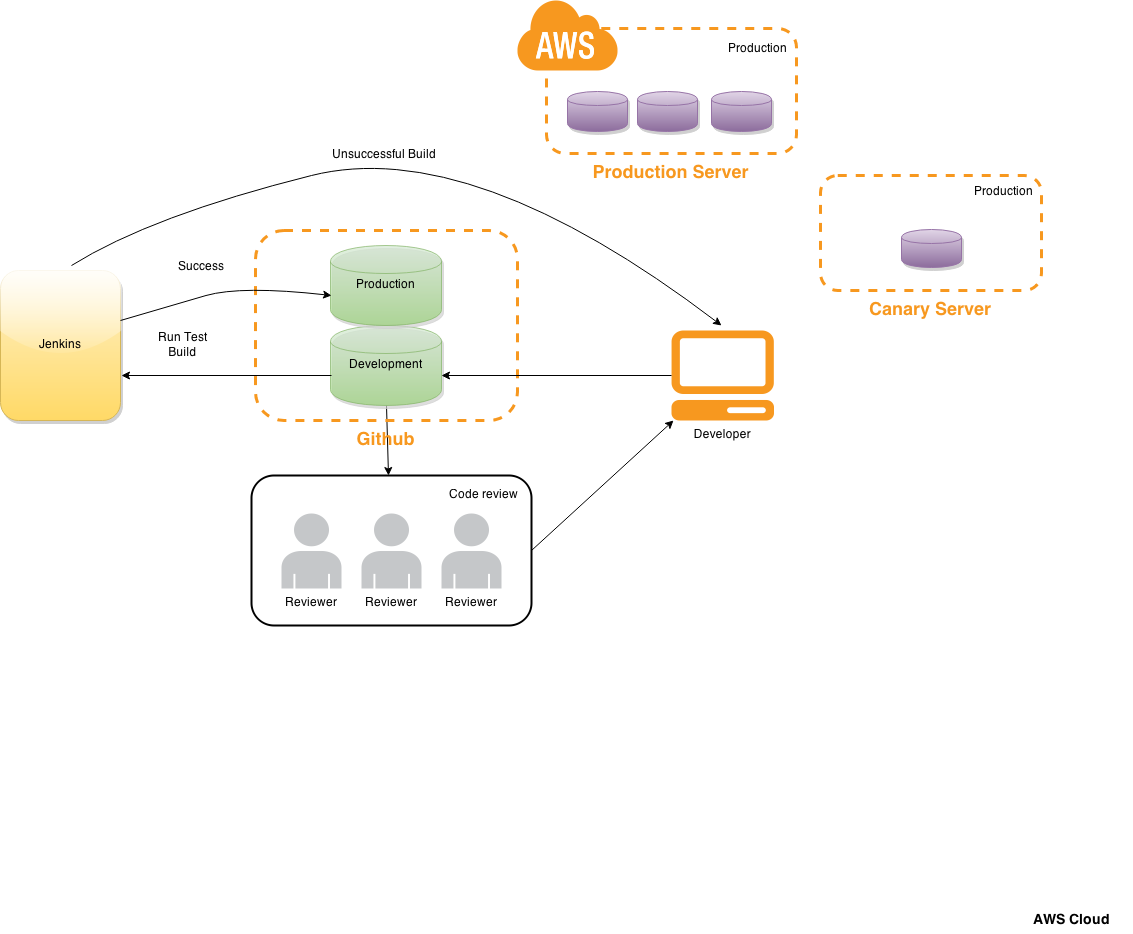 AWS
Production
Production Server
Unsuccessful Build
Production
Canary Server
Success
Production
Run Test
Build
Jenkins
Development
Developer
Github
Code review
Reviewer
Reviewer
Reviewer
AWS Cloud